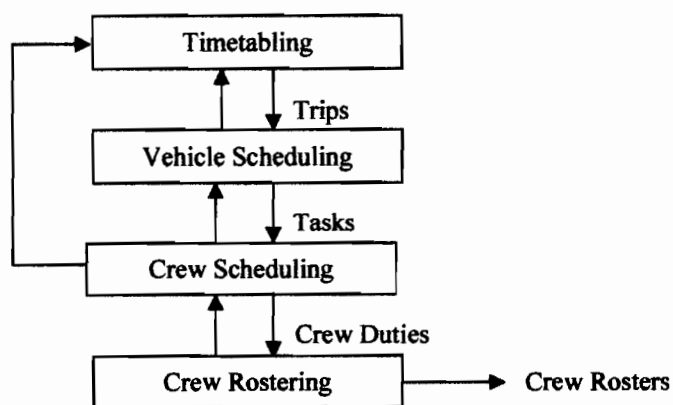 Timetabling
Trips
Vehicle Scheduling
Tasks
Crew Scheduling
Crew Duties
Crew Rostering
Crew Rosters